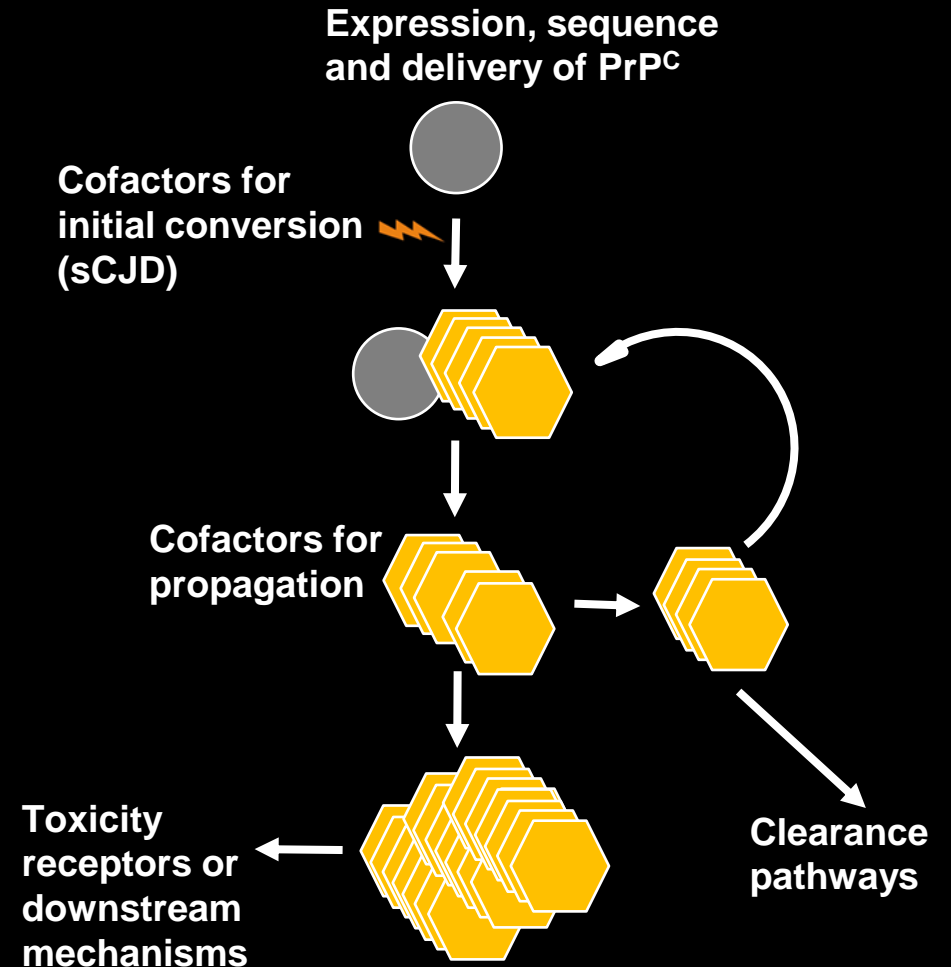 Expression, sequence
and delivery of PrPᶜ
Cofactors for
initial conversion
(sCJD)
Cofactors for
propagation
Toxicity
receptors or
downstream
mechanisms
Clearance
pathways